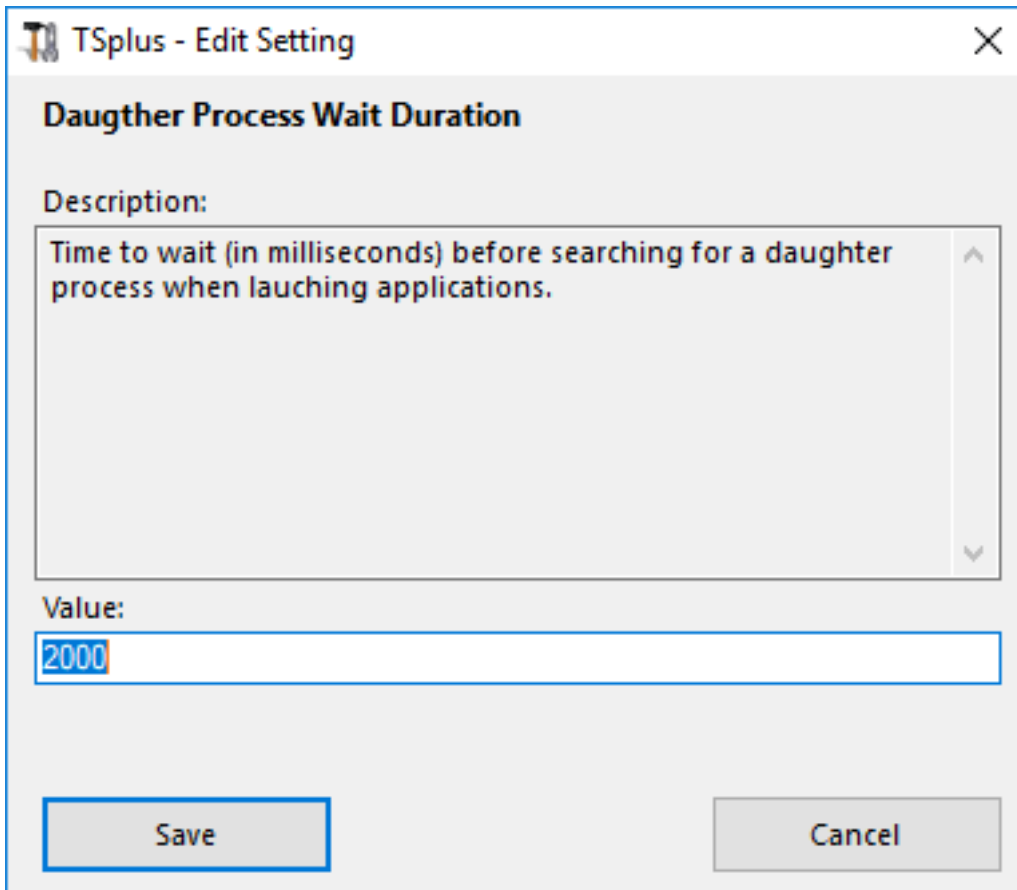 TSplus - Edit Setting
Daugther Process Wait Duration
Description:
Time to wait (in milliseconds) before searching for a daughter
process when lauching applications.
Value:
2000
Save
Cancel